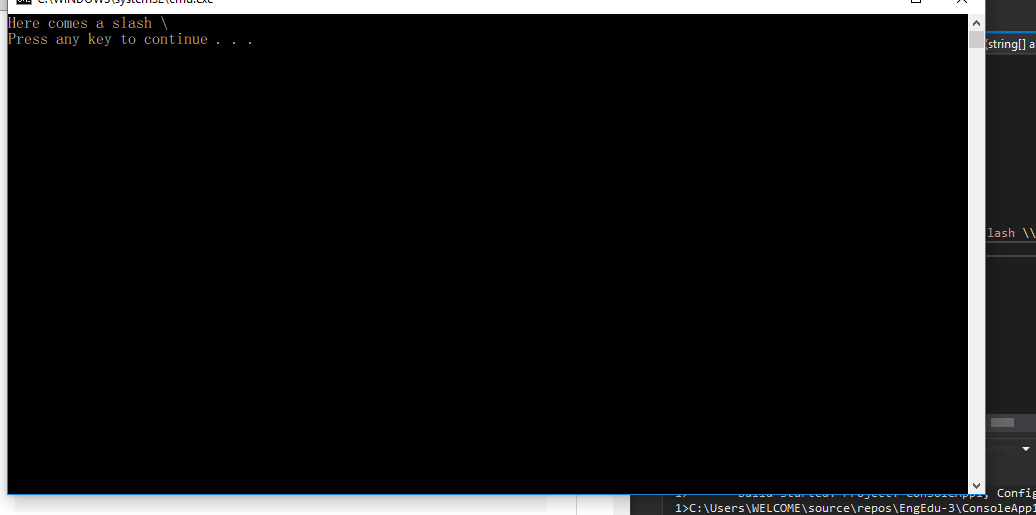 C:\WINDOWS\system32\cmd.exe
Here comes a slash \
Press any key to continue . . .
(string[] a
lash \\
1> Build started: Project: ConsoleApp1, Config
1>C:\Users\WELCOME\source\repos\EngEdu-3\ConsoleApp